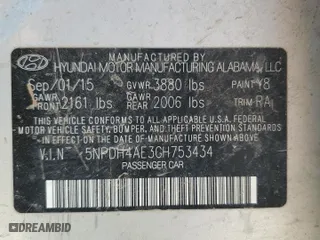 MANUFACTURED BY
HYUNDAI MOTOR MANUFACTURING ALABAMA, LLC
Sep/01/15 GVWR 3880 lbs PAINT Y8
GAWR FRONT 2161 lbs GAWR REAR 2006 lbs TRIM RA
THIS VEHICLE CONFORMS TO ALL APPLICABLE U.S. FEDERAL
MOTOR VEHICLE SAFETY, BUMPER, AND THEFT PREVENTION
STANDARDS IN EFFECT ON THE DATE OF MANUFACTURE SHOWN
ABOVE.
V.I.N 5NPDH4AE3GH753434
PASSENGER CAR
DREAMBID
DREAMBID.COM